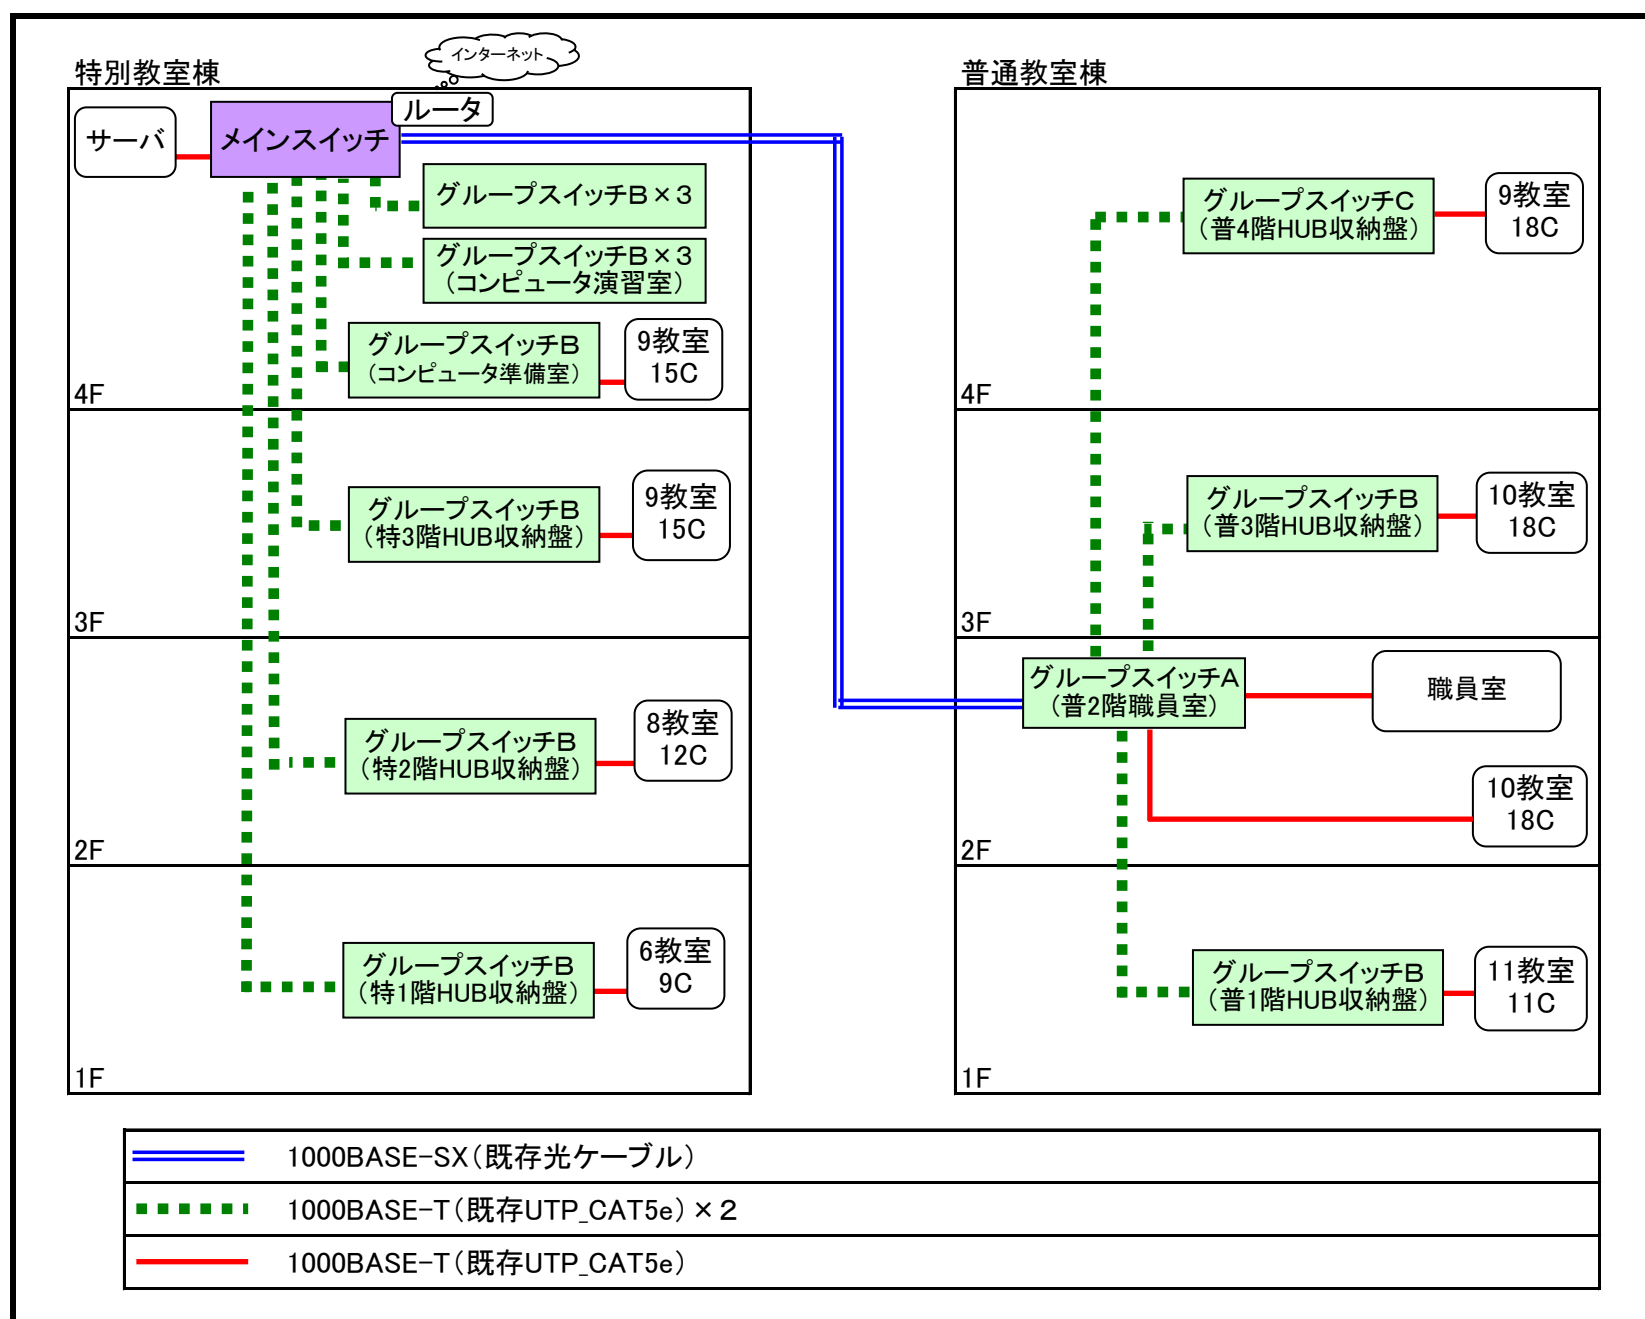 インターネット
特別教室棟
サーバ
メインスイッチ
ルータ
グループスイッチB×3
グループスイッチB×3
(コンピュータ演習室)
グループスイッチB
(コンピュータ準備室)
9教室
15C
4F
グループスイッチB
(特3階HUB収納盤)
9教室
15C
3F
グループスイッチB
(特2階HUB収納盤)
8教室
12C
2F
グループスイッチB
(特1階HUB収納盤)
6教室
9C
1F
普通教室棟
グループスイッチC
(普4階HUB収納盤)
9教室
18C
4F
グループスイッチB
(普3階HUB収納盤)
10教室
18C
3F
グループスイッチA
(普2階職員室)
職員室
10教室
18C
2F
グループスイッチB
(普1階HUB収納盤)
11教室
11C
1F
1000BASE-SX(既存光ケーブル)
1000BASE-T(既存UTP_CAT5e)×2
1000BASE-T(既存UTP_CAT5e)